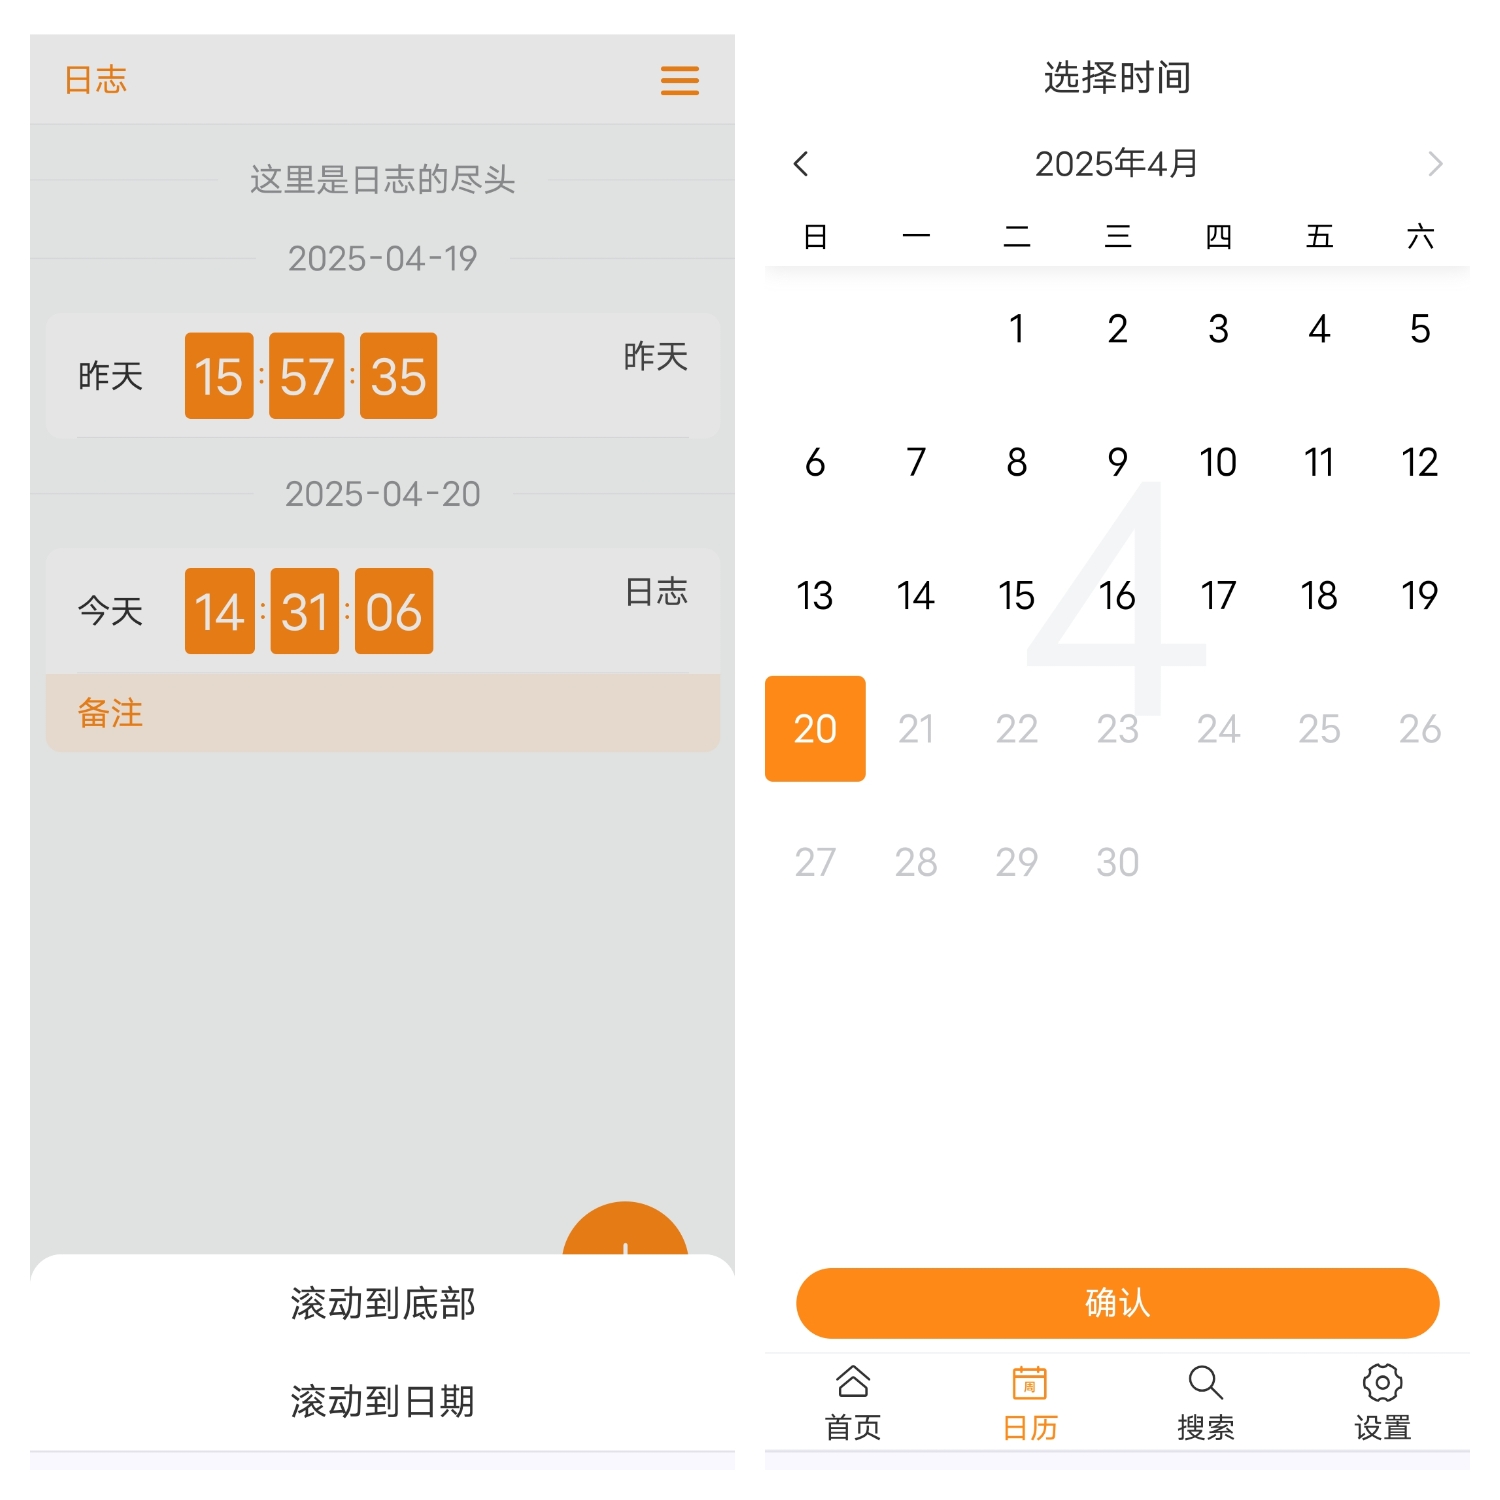 日志
这里是日志的尽头
2025-04-19
昨天 15:57:35 昨天
2025-04-20
今天 14:31:06 日志
备注
滚动到底部
滚动到日期
选择时间
2025年4月
日 一 二 三 四 五 六
1 2 3 4 5
6 7 8 9 10 11 12
4
13 14 15 16 17 18 19
20 21 22 23 24 25 26
27 28 29 30
确认
周
首页 日历 搜索 设置